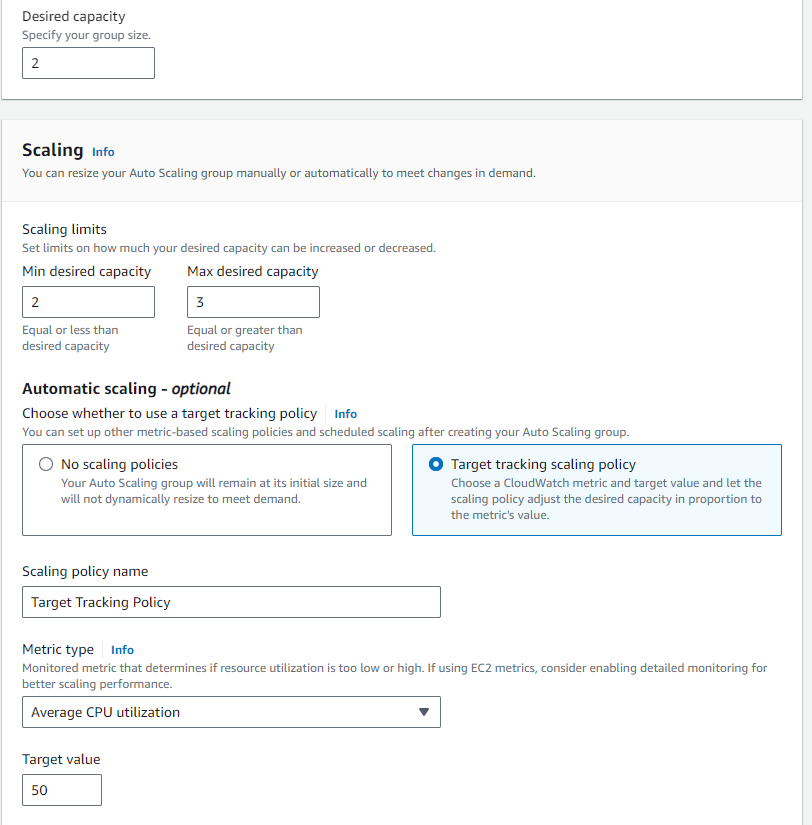 Desired capacity
Specify your group size.
2
Scaling Info
You can resize your Auto Scaling group manually or automatically to meet changes in demand.
Scaling limits
Set limits on how much your desired capacity can be increased or decreased.
Min desired capacity
Max desired capacity
2
3
Equal or less than
desired capacity
Equal or greater than
desired capacity
Automatic scaling - optional
Choose whether to use a target tracking policy Info
You can set up other metric-based scaling policies and scheduled scaling after creating your Auto Scaling group.
No scaling policies
Your Auto Scaling group will remain at its initial size and
will not dynamically resize to meet demand.
Target tracking scaling policy
Choose a CloudWatch metric and target value and let the
scaling policy adjust the desired capacity in proportion to
the metric's value.
Scaling policy name
Target Tracking Policy
Metric type Info
Monitored metric that determines if resource utilization is too low or high. If using EC2 metrics, consider enabling detailed monitoring for
better scaling performance.
Average CPU utilization
Target value
50